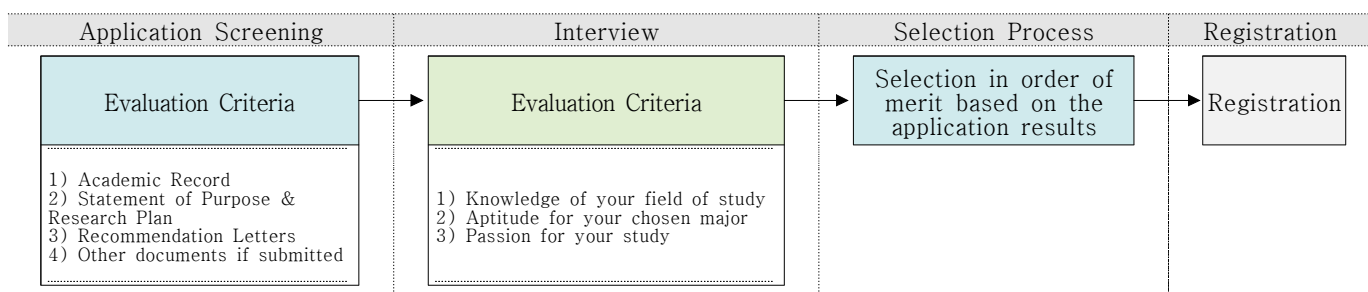 Application Screening
Interview
Selection Process
Registration
Evaluation Criteria
1) Academic Record
2) Statement of Purpose &
Research Plan
3) Recommendation Letters
4) Other documents if submitted
Evaluation Criteria
1) Knowledge of your field of study
2) Aptitude for your chosen major
3) Passion for your study
Selection in order of
merit based on the
application results
Registration